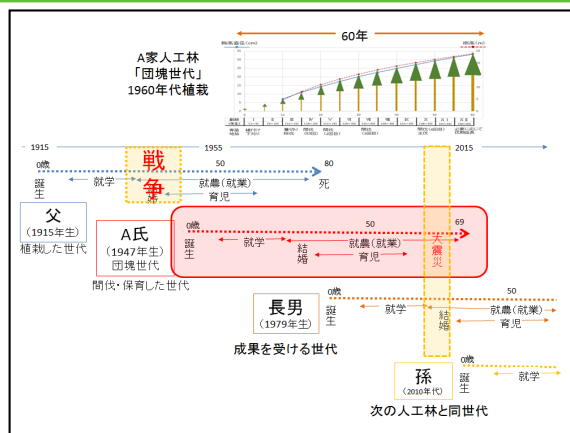 60年
A家人工林
「団塊世代」
1960年代植栽
1915
1955
2015
0歳
誕生
就学
戦争
50
就農(就業)
育児
80
死
父
(1915年生)
植栽した世代
A氏
(1947年生)
団塊世代
間伐・保育した世代
0歳
誕生
就学
結婚
50
就農(就業)
育児
大震災
69
長男
(1979年生)
成果を受ける世代
0歳
誕生
就学
結婚
50
就農(就業)
育児
孫
(2010年代)
次の人工林と同世代
0歳
誕生
就学